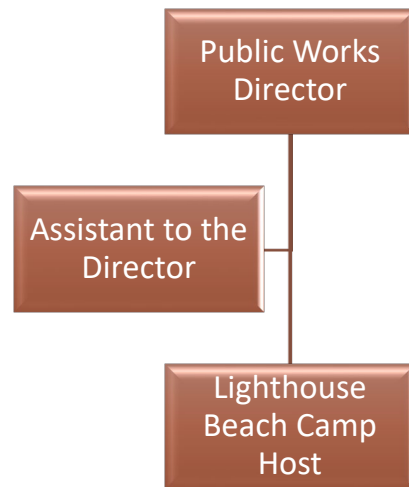 Public Works
Director
Assistant to the
Director
Lighthouse
Beach Camp
Host